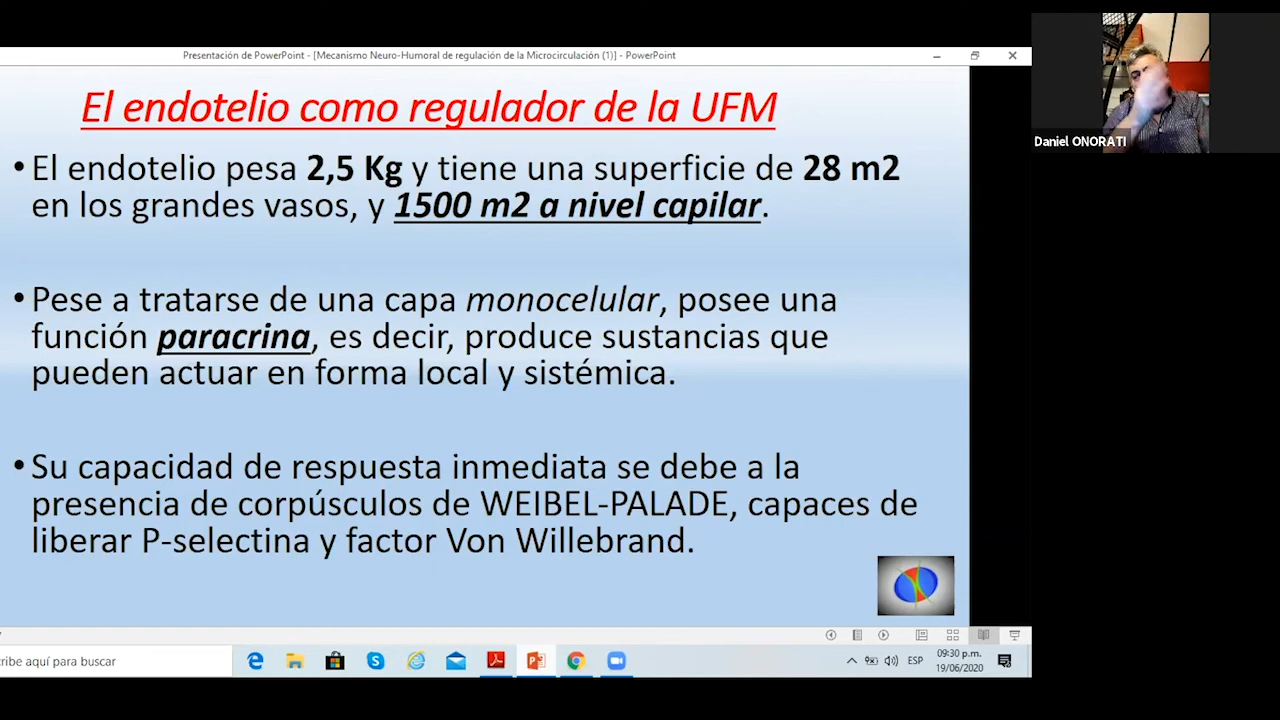 Presentación de PowerPoint - [Mecanismo Neuro-Humoral de regulación de la Microcirculación (1)] - PowerPoint
El endotelio como regulador de la UFM
• El endotelio pesa 2,5 Kg y tiene una superficie de 28 m2
en los grandes vasos, y 1500 m2 a nivel capilar.
• Pese a tratarse de una capa monocelular, posee una
función paracrina, es decir, produce sustancias que
pueden actuar en forma local y sistémica.
• Su capacidad de respuesta inmediata se debe a la
presencia de corpúsculos de WEIBEL-PALADE, capaces de
liberar P-selectina y factor Von Willebrand.
Daniel ONORATI
cribe aquí para buscar
ESP
09:30 p.m.
19/06/2020